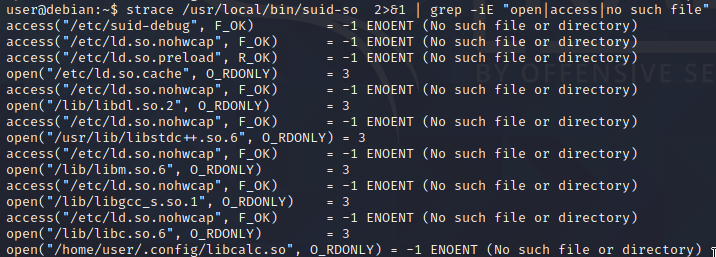 user@debian:~$ strace /usr/local/bin/suid-so  2>&1 | grep -iE "open|access|no such file"
access("/etc/suid-debug", F_OK)         = -1 ENOENT (No such file or directory)
access("/etc/ld.so.nohwcap", F_OK)      = -1 ENOENT (No such file or directory)
access("/etc/ld.so.preload", R_OK)      = -1 ENOENT (No such file or directory)
open("/etc/ld.so.cache", O_RDONLY)      = 3
access("/etc/ld.so.nohwcap", F_OK)      = -1 ENOENT (No such file or directory)
open("/lib/libdl.so.2", O_RDONLY)       = 3
access("/etc/ld.so.nohwcap", F_OK)      = -1 ENOENT (No such file or directory)
open("/usr/lib/libstdc++.so.6", O_RDONLY) = 3
access("/etc/ld.so.nohwcap", F_OK)      = -1 ENOENT (No such file or directory)
open("/lib/libm.so.6", O_RDONLY)        = 3
access("/etc/ld.so.nohwcap", F_OK)      = -1 ENOENT (No such file or directory)
open("/lib/libgcc_s.so.1", O_RDONLY)    = 3
access("/etc/ld.so.nohwcap", F_OK)      = -1 ENOENT (No such file or directory)
open("/lib/libc.so.6", O_RDONLY)        = 3
open("/home/user/.config/libcalc.so", O_RDONLY) = -1 ENOENT (No such file or directory)
BY OFFENSIVE SE